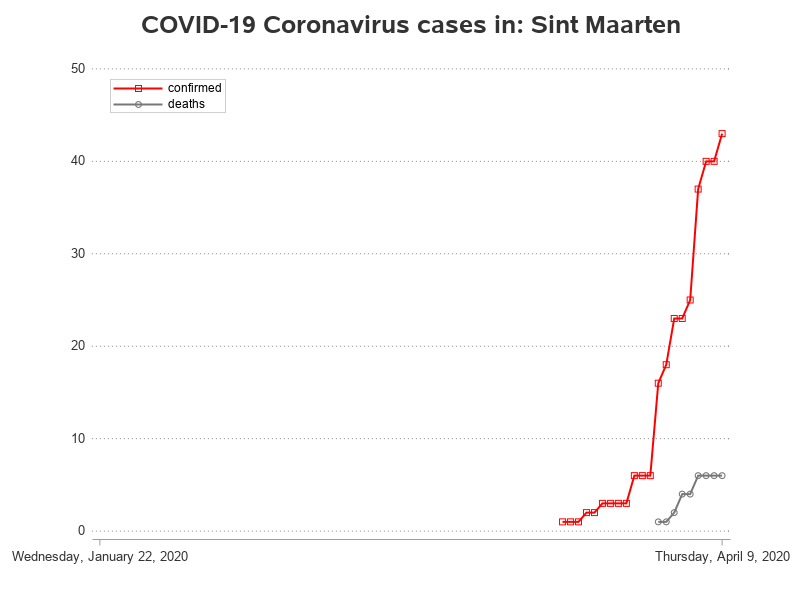 COVID-19 Coronavirus cases in: Sint Maarten
50
confirmed
deaths
40
30
20
10
0
Wednesday, January 22, 2020
Thursday, April 9, 2020